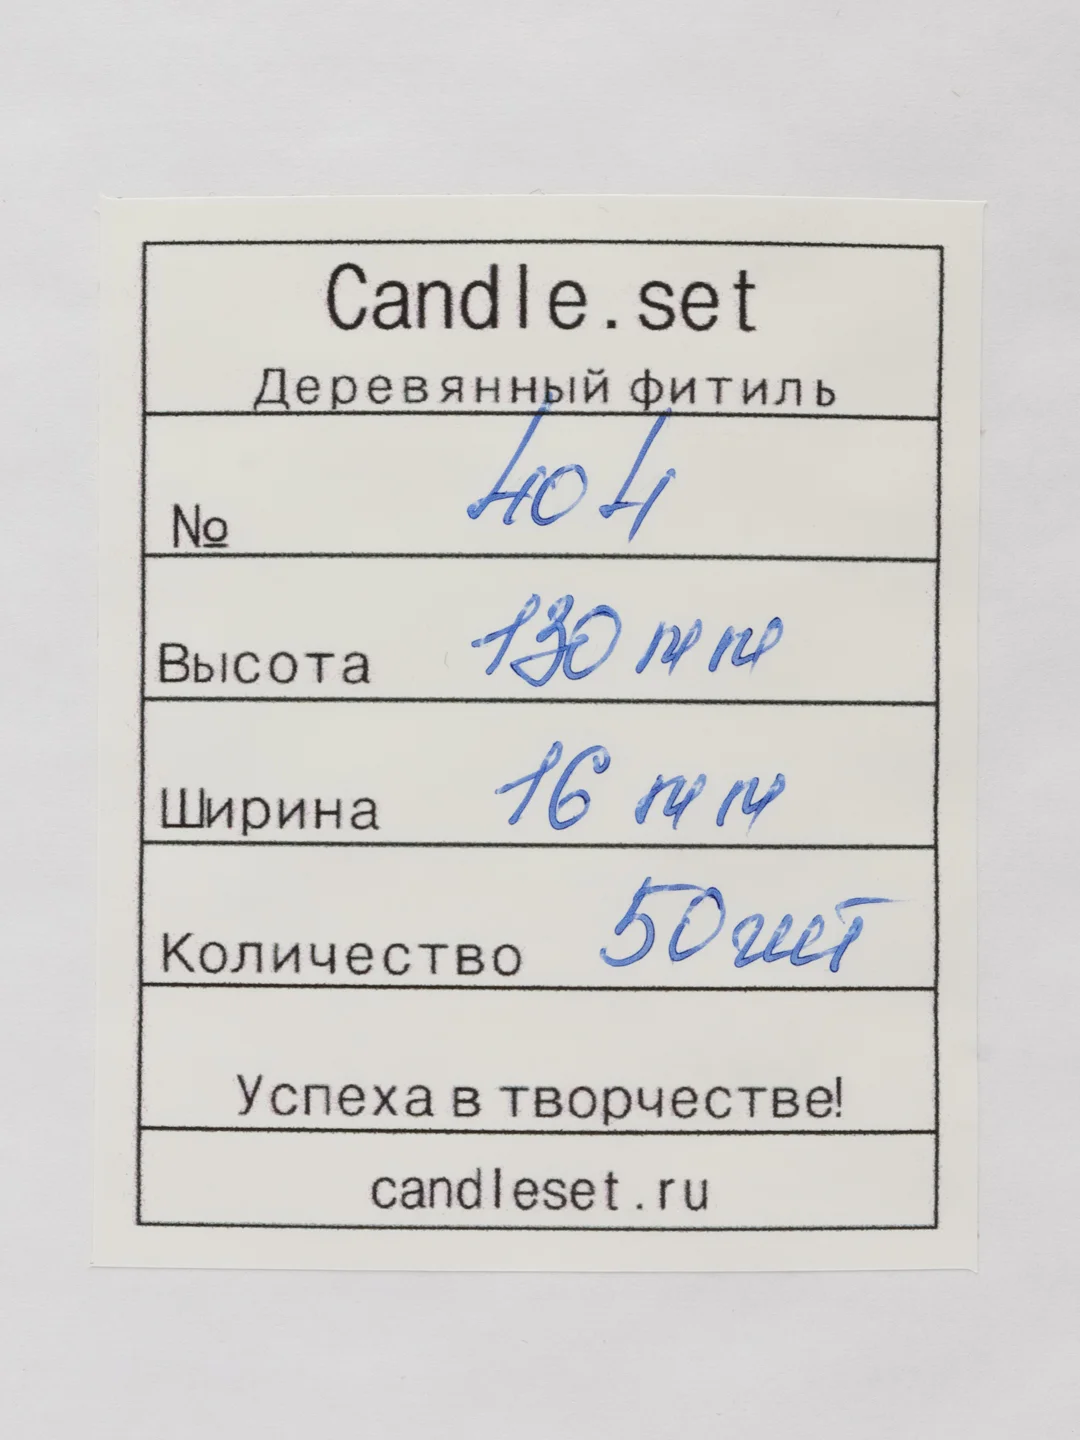 Candle.set
Деревянный фитиль
№ 404
Высота 130 мм
Ширина 16 мм
Количество 50 шт
Успеха в творчестве!
candleset.ru